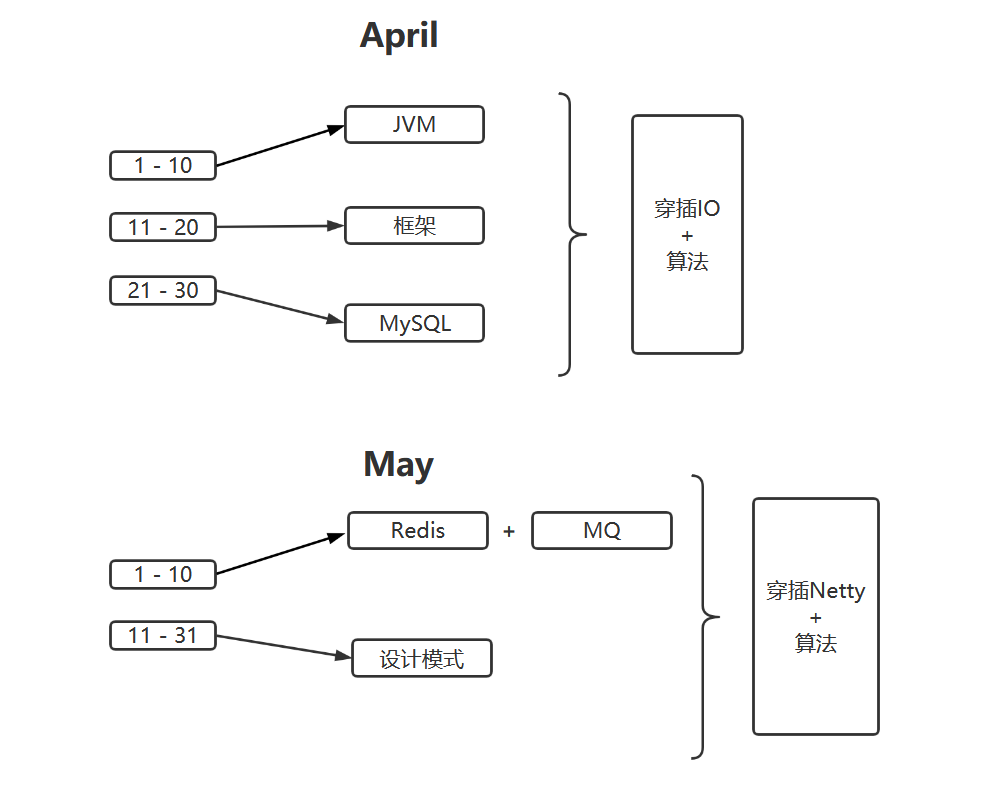 April
JVM
1 - 10
11 - 20
框架
21 - 30
MySQL
穿插IO
+
算法
May
Redis + MQ
1 - 10
11 - 31
设计模式
穿插Netty
+
算法